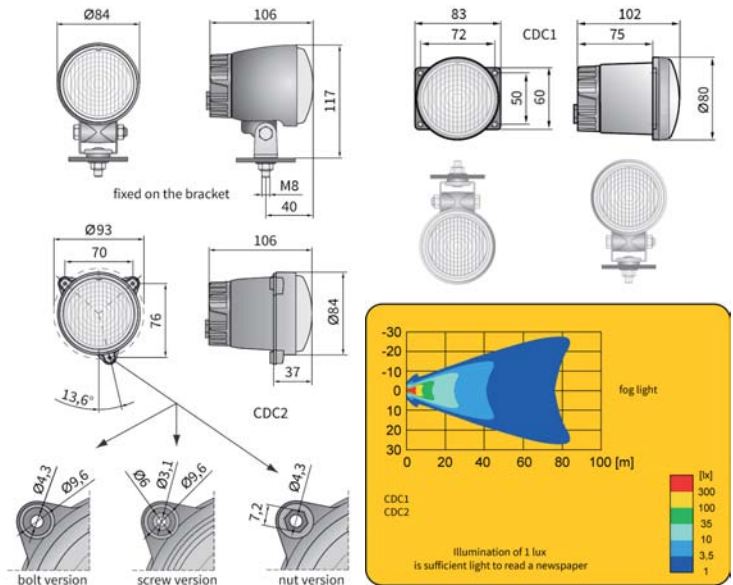 Ø84
106
117
fixed on the bracket
M8
40
83
72
CDC1
50
60
102
75
Ø80
Ø93
70
76
13,6°
106
Ø84
37
CDC2
Ø4,3
Ø9,6
bolt version
Ø6
Ø3,1
Ø9,6
screw version
Ø4,3
7,2
nut version
-30
-20
-10
0
10
20
30
0 20 40 60 80 100 [m]
fog light
CDC1
CDC2
[lx]
300
100
35
10
3,5
1
Illumination of 1 lux
is sufficient light to read a newspaper